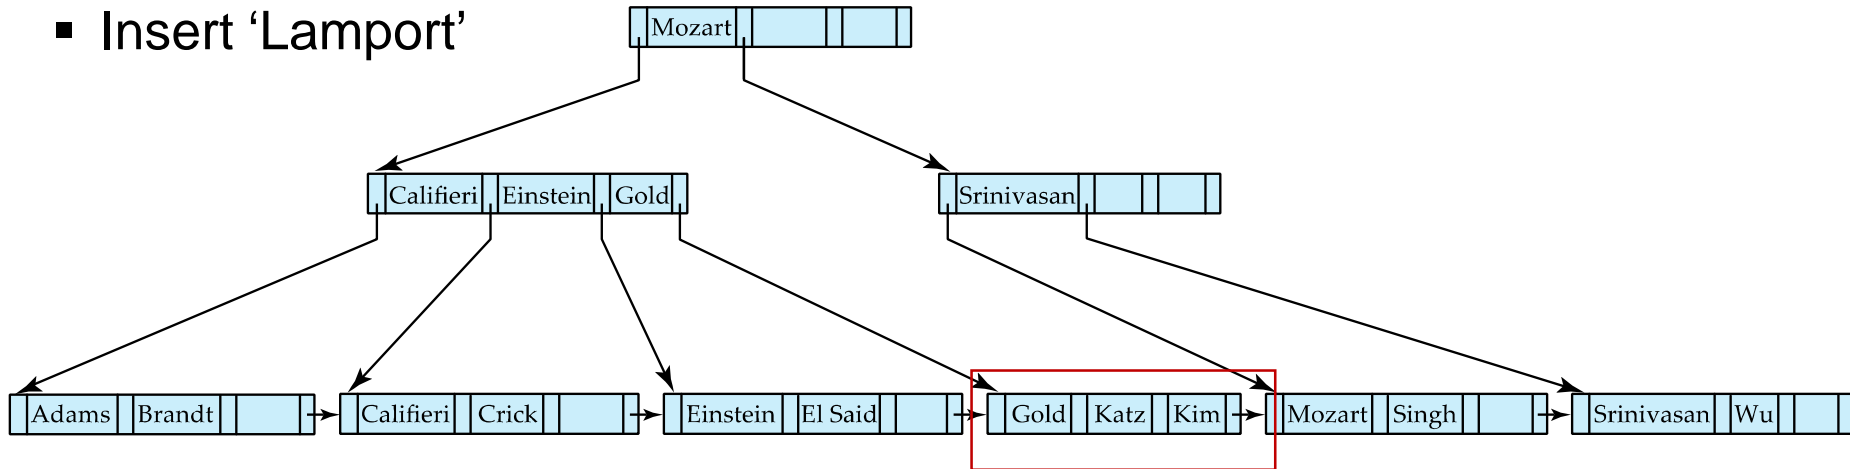 ▪ Insert ‘Lamport’
Mozart
Califieri Einstein Gold
Srinivasan
Adams Brandt
Califieri Crick
Einstein El Said
Gold Katz Kim
Mozart Singh
Srinivasan Wu